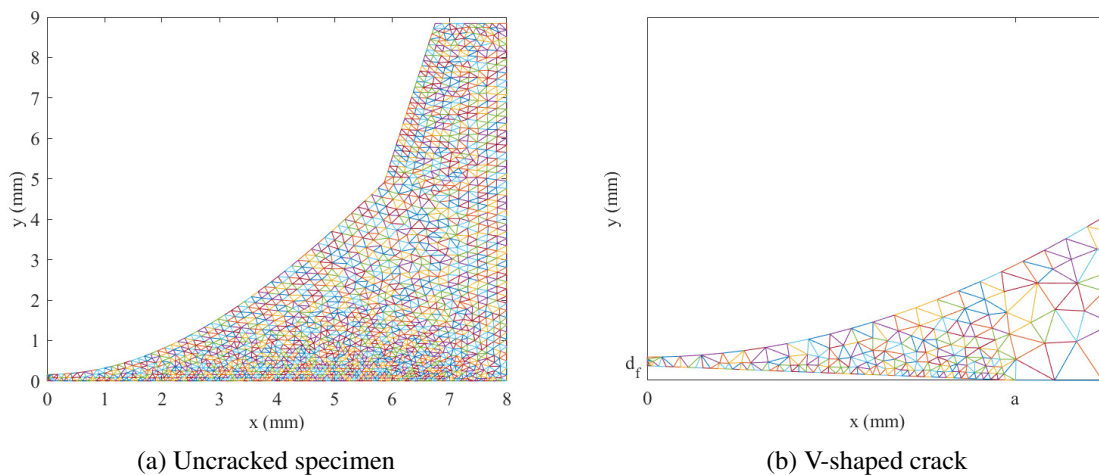 9
8
7
6
5
4
3
2
1
0
y (mm)
0 1 2 3 4 5 6 7 8
x (mm)
(a) Uncracked specimen
y (mm)
d_f
0 a
x (mm)
(b) V-shaped crack